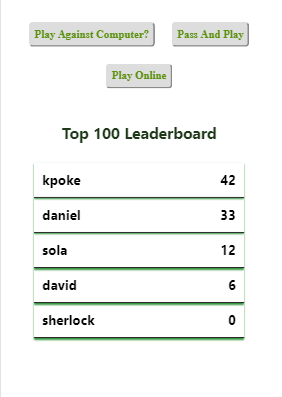 Play Against Computer? Pass And Play
Play Online
Top 100 Leaderboard
kpoke 42
daniel 33
sola 12
david 6
sherlock 0